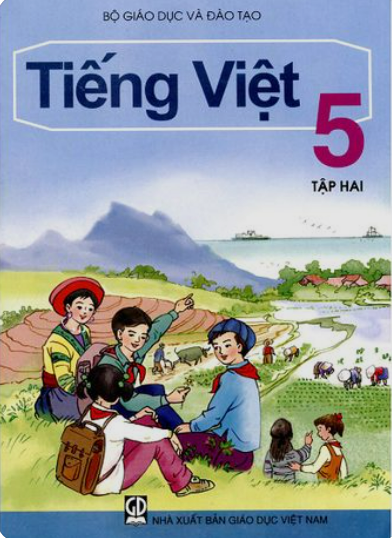 BỘ GIÁO DỤC VÀ ĐÀO TẠO
Tiếng Việt
5
TẬP HAI
GD
NHÀ XUẤT BẢN GIÁO DỤC VIỆT NAM